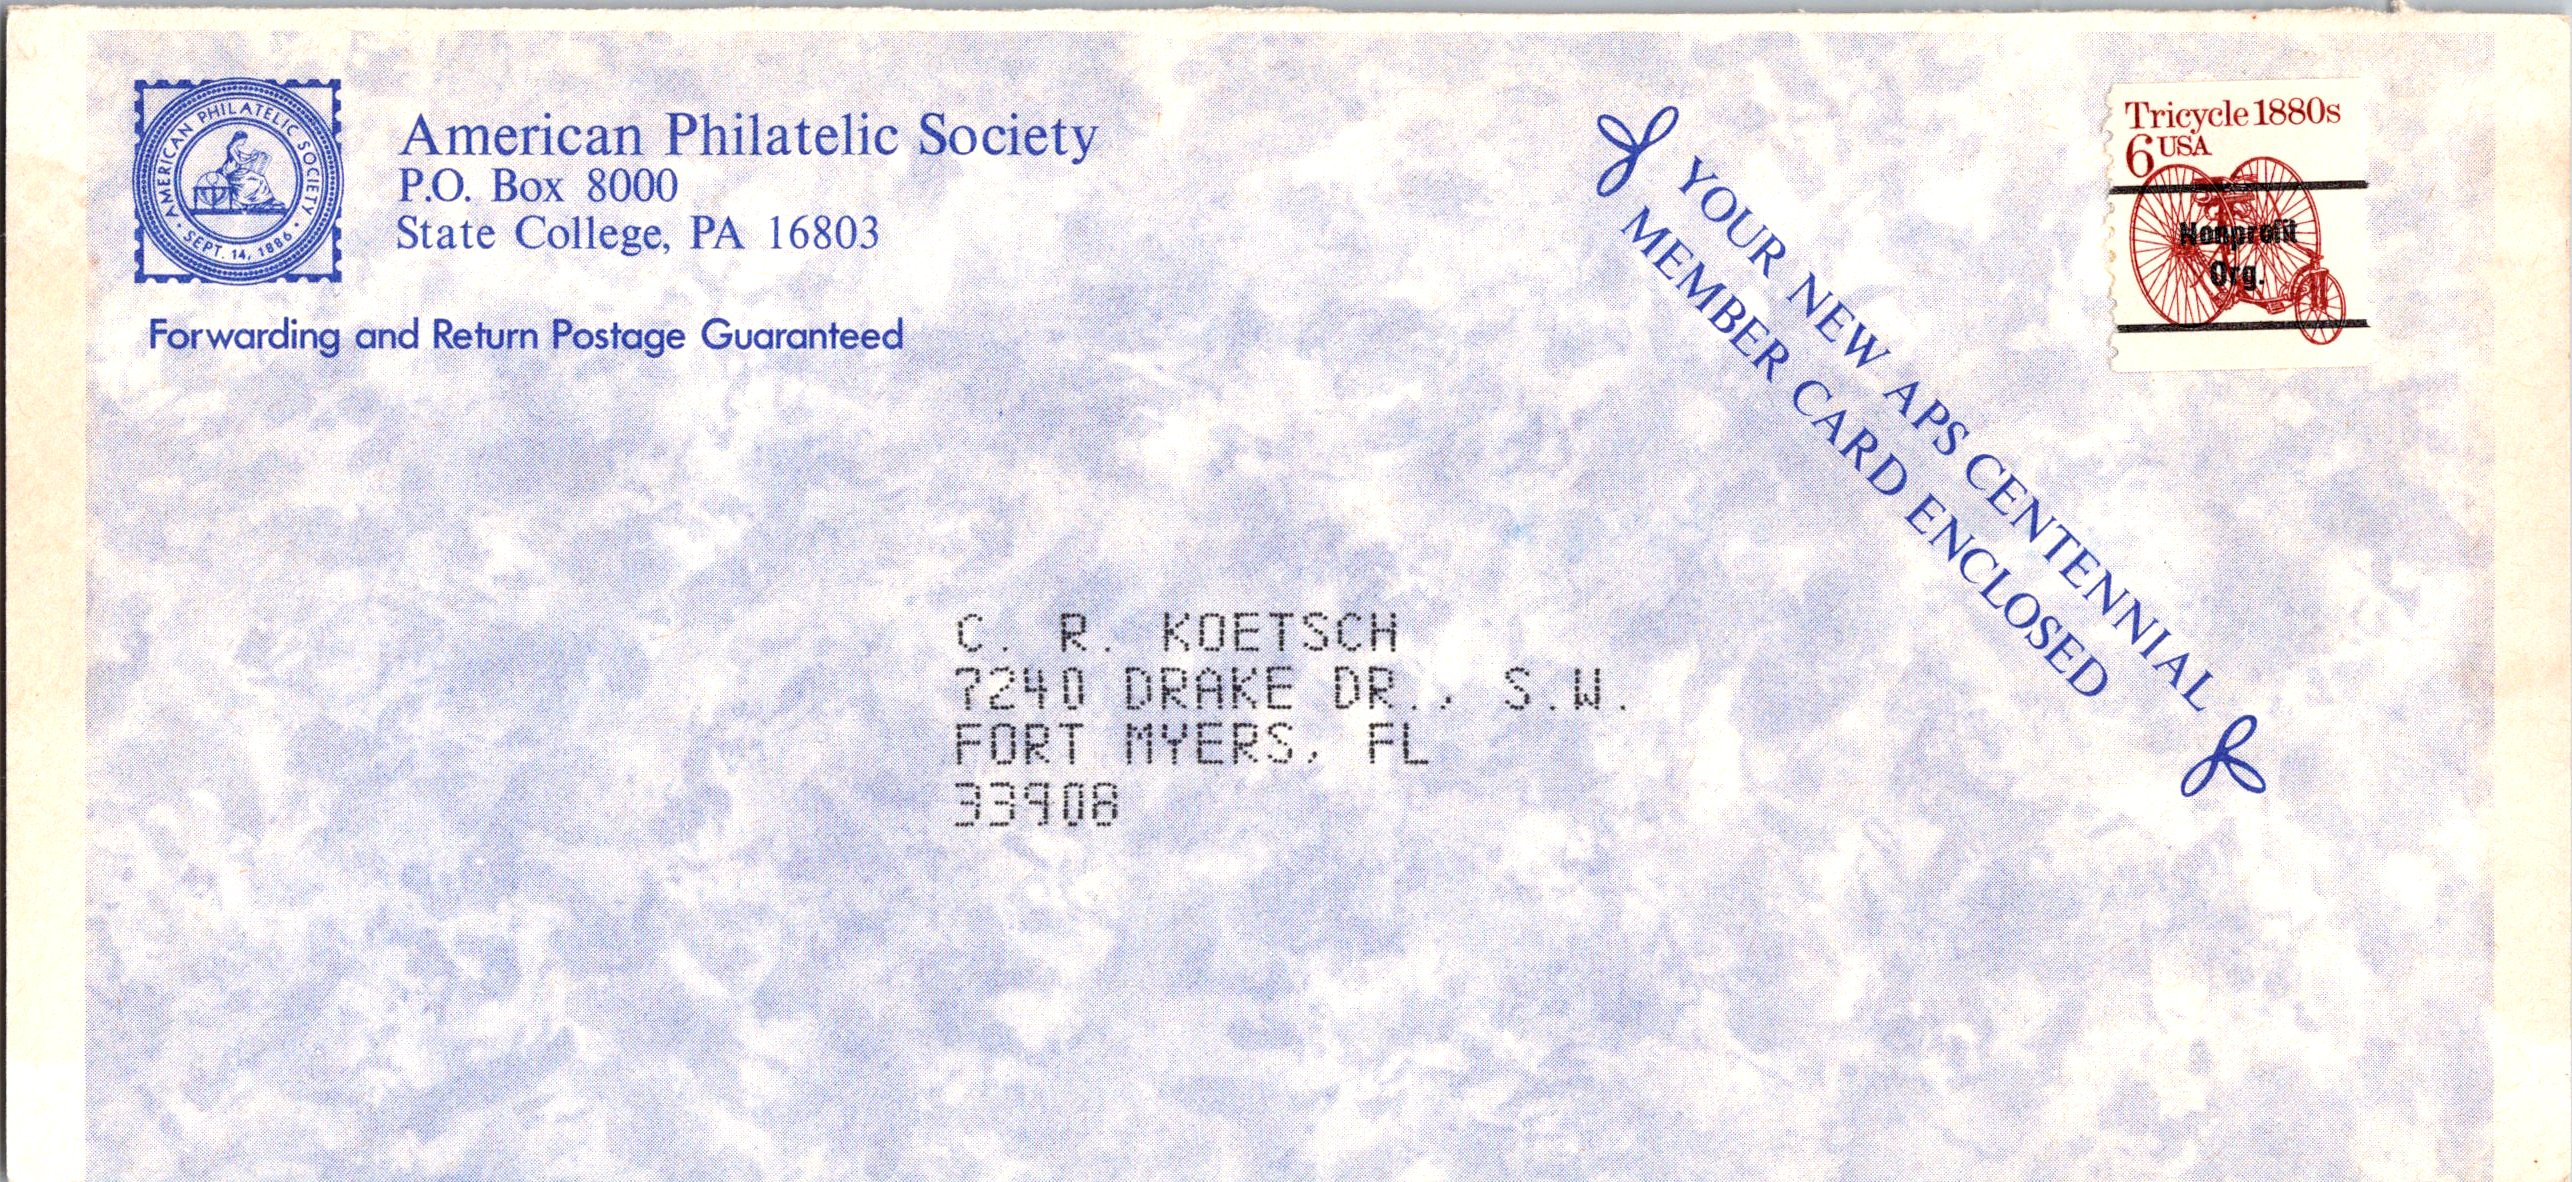 AMERICAN PHILATELIC SOCIETY
SEPT. 14, 1886
American Philatelic Society
P.O. Box 8000
State College, PA 16803
Forwarding and Return Postage Guaranteed
YOUR NEW APS CENTENNIAL
MEMBER CARD ENCLOSED
Tricycle 1880s
6 USA
Nonprofit
Org.
C. R. KOETSCH
7240 DRAKE DR., S.W.
FORT MYERS, FL
33908